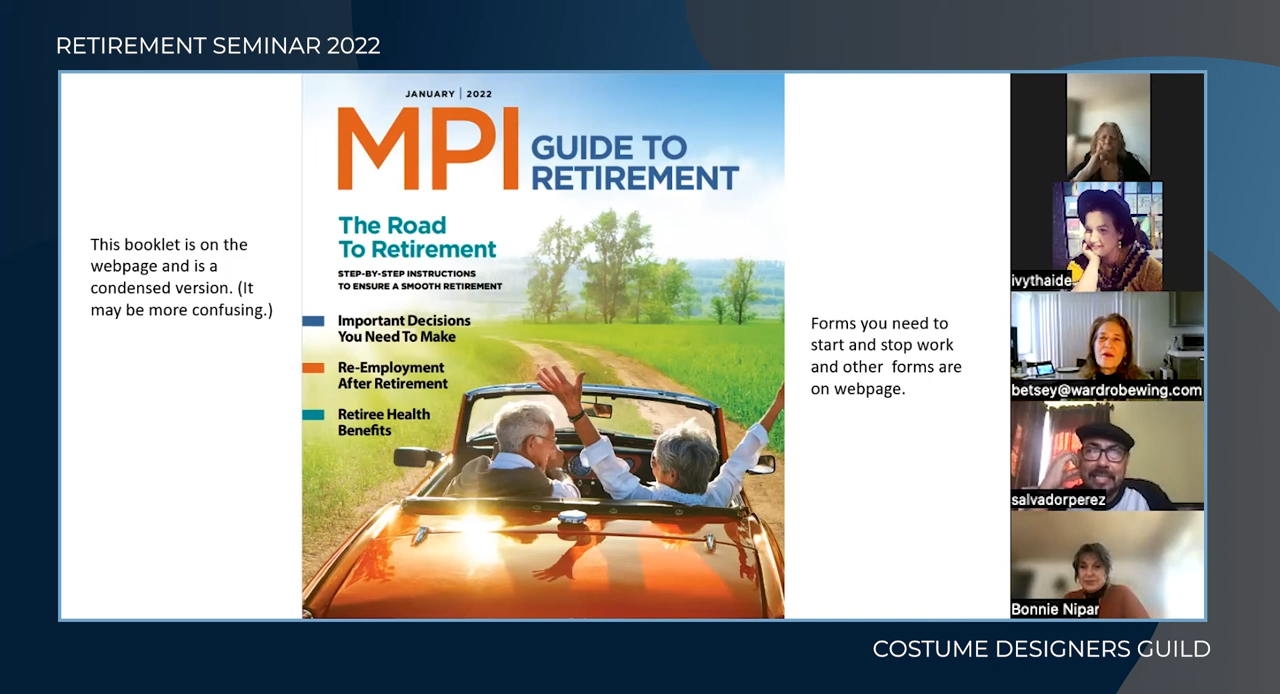 RETIREMENT SEMINAR 2022
This booklet is on the
webpage and is a
condensed version. (It
may be more confusing.)
JANUARY | 2022
MPI GUIDE TO
RETIREMENT
The Road
To Retirement
STEP-BY-STEP INSTRUCTIONS
TO ENSURE A SMOOTH RETIREMENT
Important Decisions
You Need To Make
Re-Employment
After Retirement
Retiree Health
Benefits
Forms you need to
start and stop work
and other forms are
on webpage.
ivythaide
betsey@wardrobewing.com
salvadorperez
Bonnie Nipar
COSTUME DESIGNERS GUILD